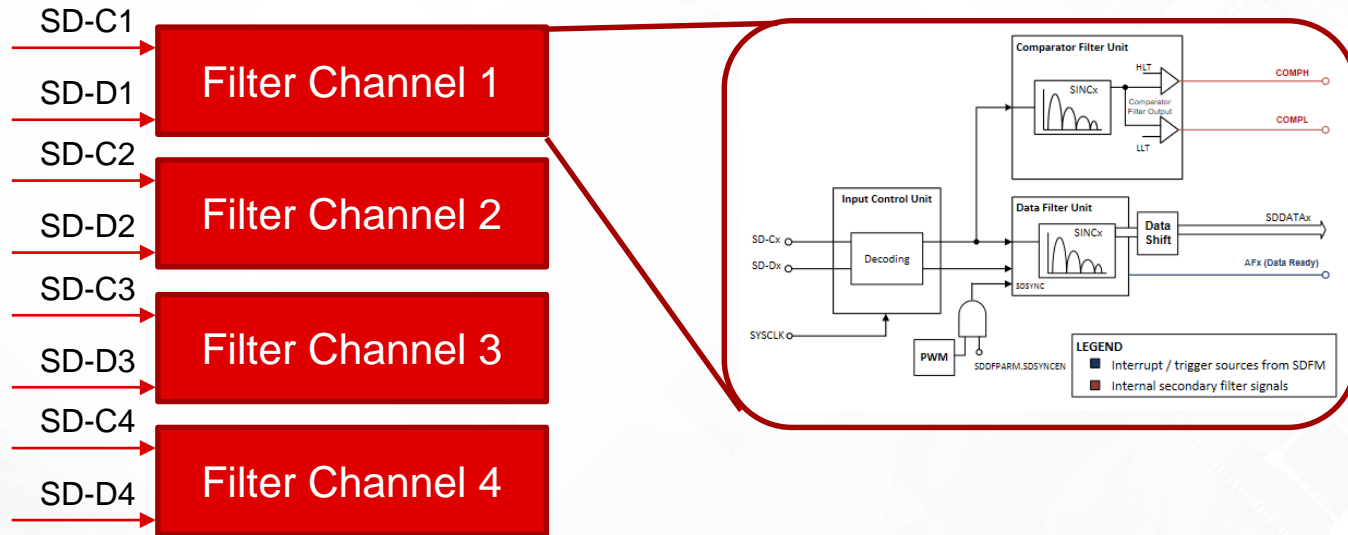 SD-C1
SD-D1
Filter Channel 1
SD-C2
SD-D2
Filter Channel 2
SD-C3
SD-D3
Filter Channel 3
SD-C4
SD-D4
Filter Channel 4
Comparator Filter Unit
HLT
SINCx
COMPH
Comparator
Filter Output
COMPL
LLT
Input Control Unit
SD-Cx
SD-Dx
Decoding
SYSCLK
Data Filter Unit
SINCx
Data
Shift
SDDATAx
AFx (Data Ready)
SDSYNC
PWM
SDDFPARM.SDSYNCEN
LEGEND
Interrupt / trigger sources from SDFM
Internal secondary filter signals